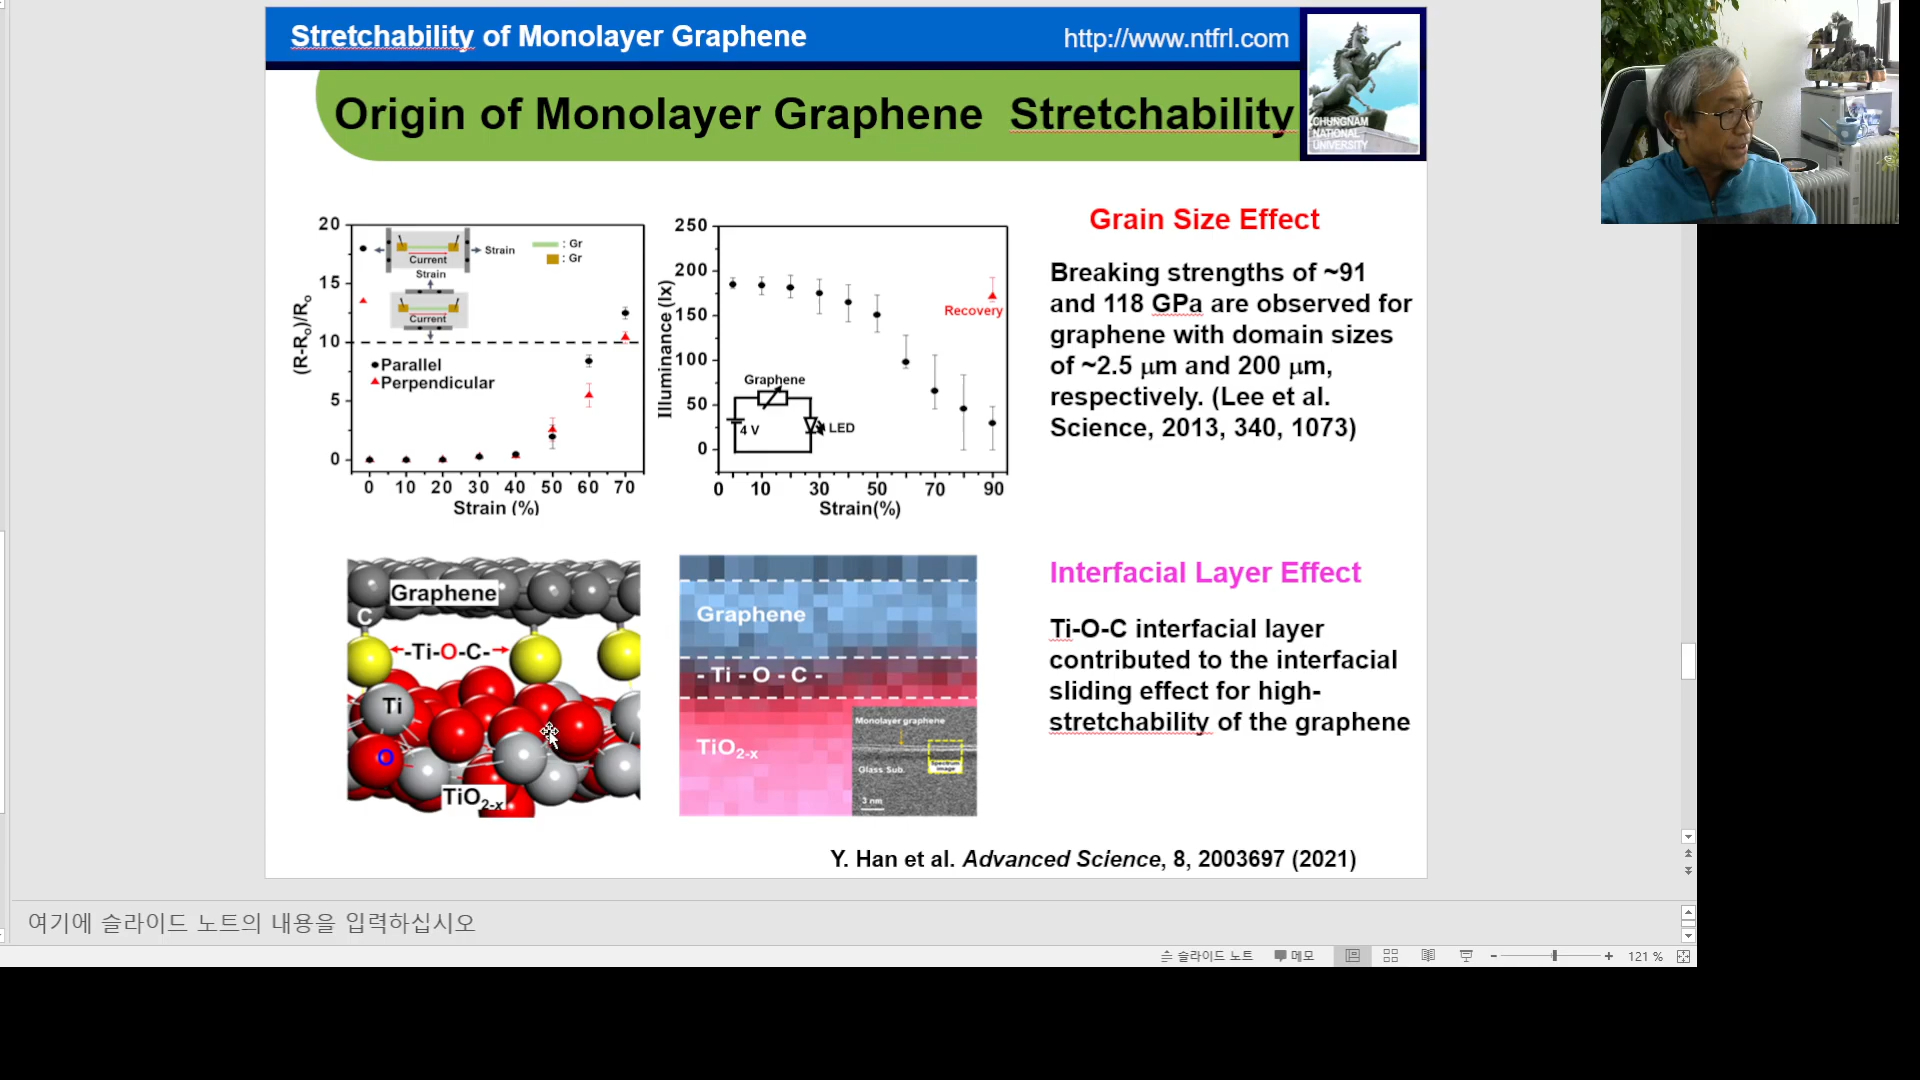 Stretchability of Monolayer Graphene
http://www.ntfrl.com
Origin of Monolayer Graphene Stretchability
CHUNGNAM
NATIONAL
UNIVERSITY
20
15
10
5
0
(R-Ro)/Ro
Strain
: Gr
: Gr
Current
Strain
Current
Parallel
Perpendicular
0 10 20 30 40 50 60 70
Strain (%)
250
200
150
100
50
0
Illuminance (lx)
Recovery
Graphene
4 V
LED
0 10 30 50 70 90
Strain(%)
Grain Size Effect
Breaking strengths of ~91
and 118 GPa are observed for
graphene with domain sizes
of ~2.5 μm and 200 μm,
respectively. (Lee et al.
Science, 2013, 340, 1073)
Graphene
C
-Ti-O-C-
Ti
O
TiO2-x
Graphene
- Ti - O - C -
TiO2-x
Monolayer graphene
Glass Sub.
Spectrum
image
3 nm
Interfacial Layer Effect
Ti-O-C interfacial layer
contributed to the interfacial
sliding effect for high-
stretchability of the graphene
Y. Han et al. Advanced Science, 8, 2003697 (2021)
여기에 슬라이드 노트의 내용을 입력하십시오
슬라이드 노트 메모 121 %